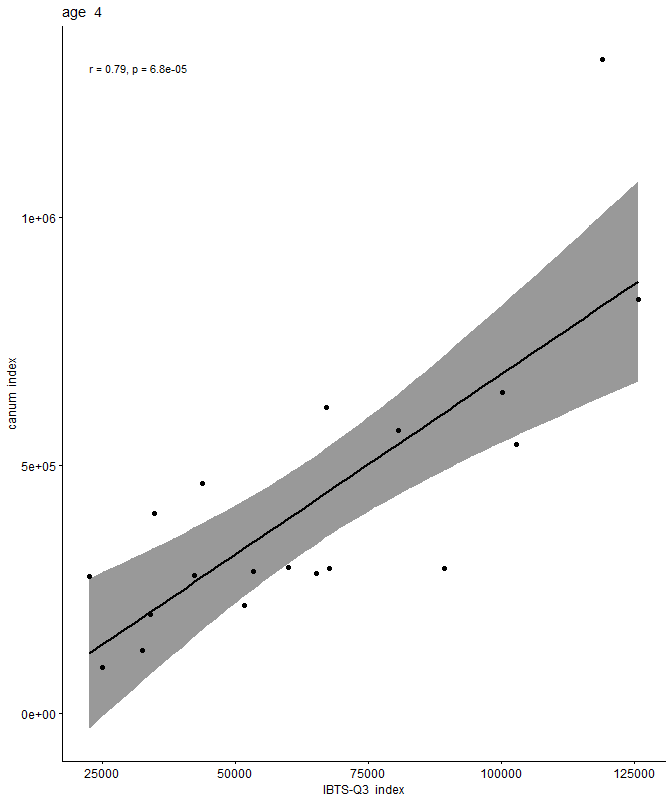 age 4
r = 0.79, p = 6.8e-05
1e+06
5e+05
0e+00
canum index
25000 50000 75000 100000 125000
IBTS-Q3 index